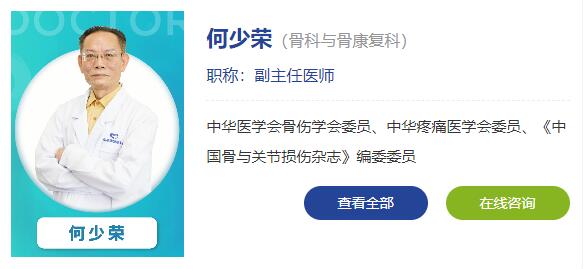 DOCTOR
何少荣
何少荣（骨科与骨康复科）
职称：副主任医师
中华医学会骨伤学会委员、中华疼痛医学会委员、《中
国骨与关节损伤杂志》编委委员
查看全部
在线咨询